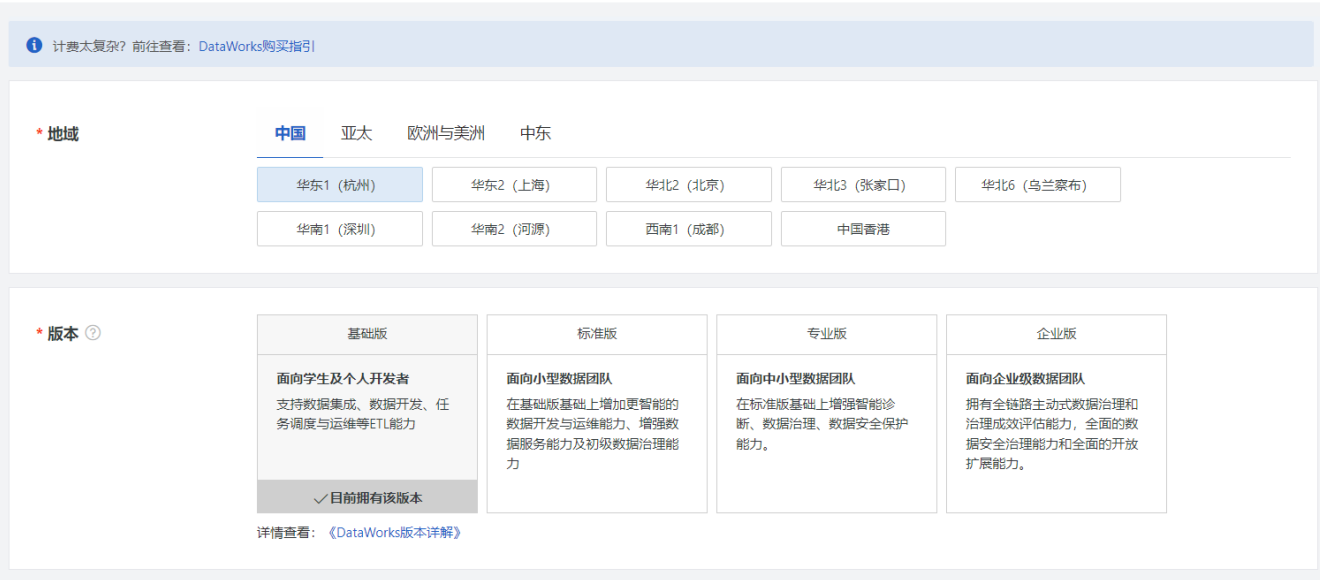 计费太复杂? 前往查看: DataWorks购买指引
* 地域
中国 亚太 欧洲与美洲 中东
华东1 (杭州) 华东2 (上海) 华北2 (北京) 华北3 (张家口) 华北6 (乌兰察布)
华南1 (深圳) 华南2 (河源) 西南1 (成都) 中国香港
* 版本
基础版
面向学生及个人开发者
支持数据集成、数据开发、任
务调度与运维等ETL能力
目前拥有该版本
标准版
面向小型数据团队
在基础版基础上增加更智能的
数据开发与运维能力、增强数
据服务能力及初级数据治理能
力
专业版
面向中小型数据团队
在标准版基础上增强智能诊
断、数据治理、数据安全保护
能力。
企业版
面向企业级数据团队
拥有全链路主动式数据治理和
治理成效评估能力，全面的数
据安全治理能力和全面的开放
扩展能力。
详情查看: 《DataWorks版本详解》